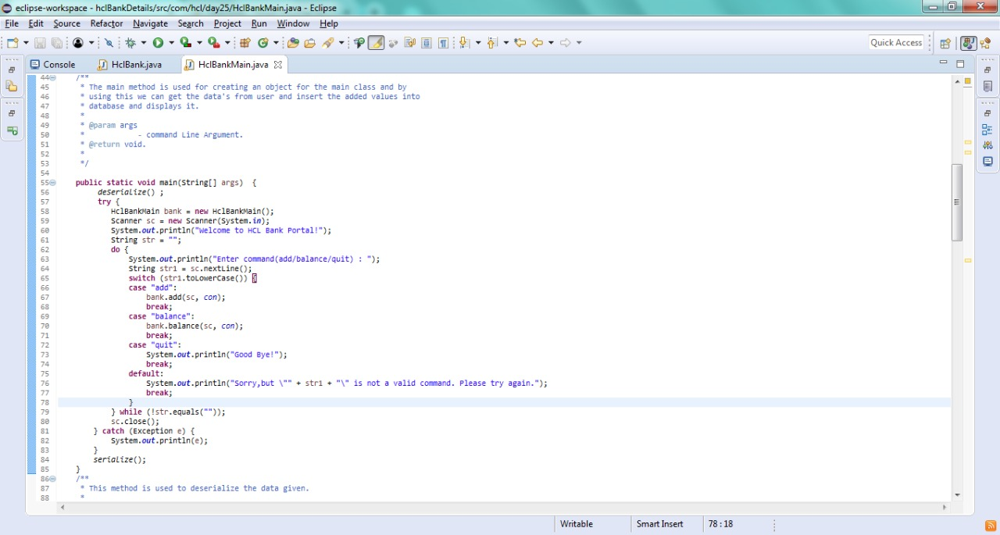 eclipse-workspace - hclBankDetails/src/com/hcl/day25/HclBankMain.java - Eclipse
File Edit Source Refactor Navigate Search Project Run Window Help
Quick Access
Console HclBank.java HclBankMain.java
44 /**
45 * The main method is used for creating an object for the main class and by
46 * using this we can get the data's from user and insert the added values into
47 * database and displays it.
48 *
49 * @param args
50 * - command Line Argument.
51 * @return void.
52 *
53 */
54
55 public static void main(String[] args) {
56 deSerialize() ;
57 try {
58 HclBankMain bank = new HclBankMain();
59 Scanner sc = new Scanner(System.in);
60 System.out.println("Welcome to HCL Bank Portal!");
61 String str = "";
62 do {
63 System.out.println("Enter command(add/balance/quit) : ");
64 String str1 = sc.nextLine();
65 switch (str1.toLowerCase()) {
66 case "add":
67 bank.add(sc, con);
68 break;
69 case "balance":
70 bank.balance(sc, con);
71 break;
72 case "quit":
73 System.out.println("Good Bye!");
74 break;
75 default:
76 System.out.println("Sorry,but \"" + str1 + "\" is not a valid command. Please try again.");
77 break;
78 }
79 } while (!str.equals(""));
80 sc.close();
81 } catch (Exception e) {
82 System.out.println(e);
83 }
84 serialize();
85 }
86 /**
87 * This method is used to deserialize the data given.
88 *
Writable Smart Insert 78 : 18